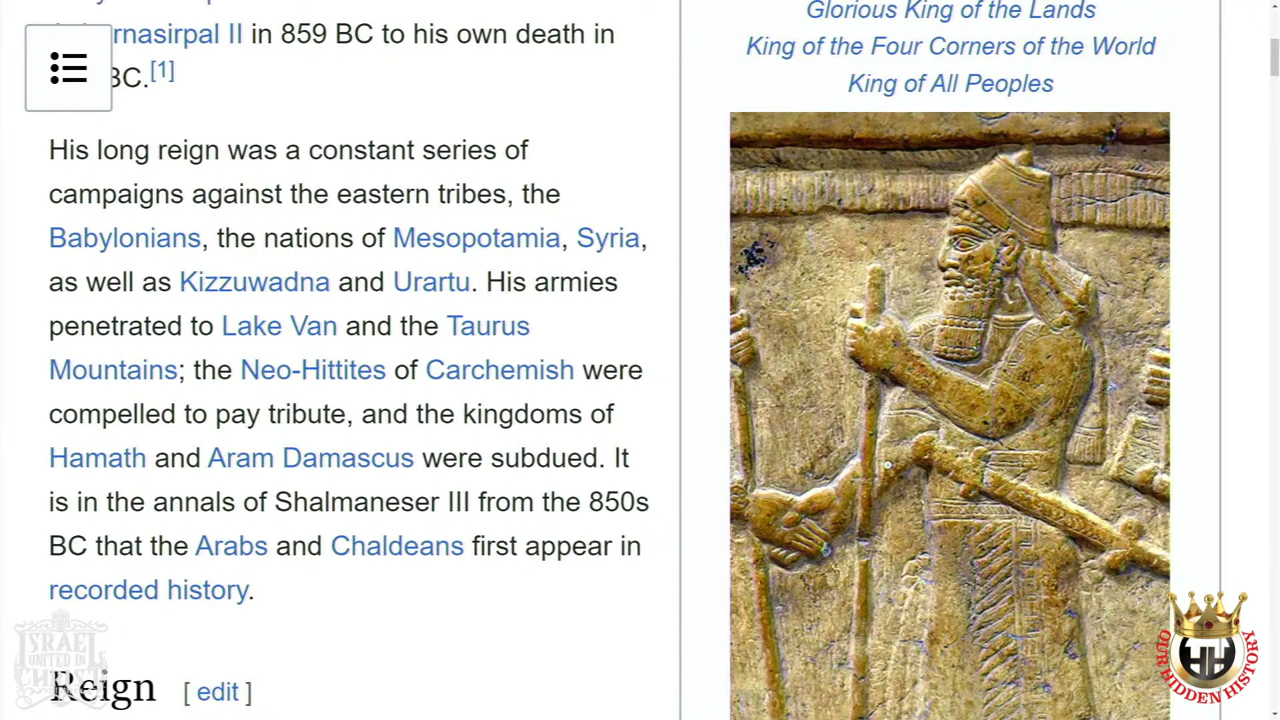 rnasirpal II in 859 BC to his own death in
BC.[1]
His long reign was a constant series of
campaigns against the eastern tribes, the
Babylonians, the nations of Mesopotamia, Syria,
as well as Kizzuwadna and Urartu. His armies
penetrated to Lake Van and the Taurus
Mountains; the Neo-Hittites of Carchemish were
compelled to pay tribute, and the kingdoms of
Hamath and Aram Damascus were subdued. It
is in the annals of Shalmaneser III from the 850s
BC that the Arabs and Chaldeans first appear in
recorded history.
Reign [ edit ]
Glorious King of the Lands
King of the Four Corners of the World
King of All Peoples
ISRAEL
UNITED IN
CHRIST
OUR HIDDEN HISTORY
HH